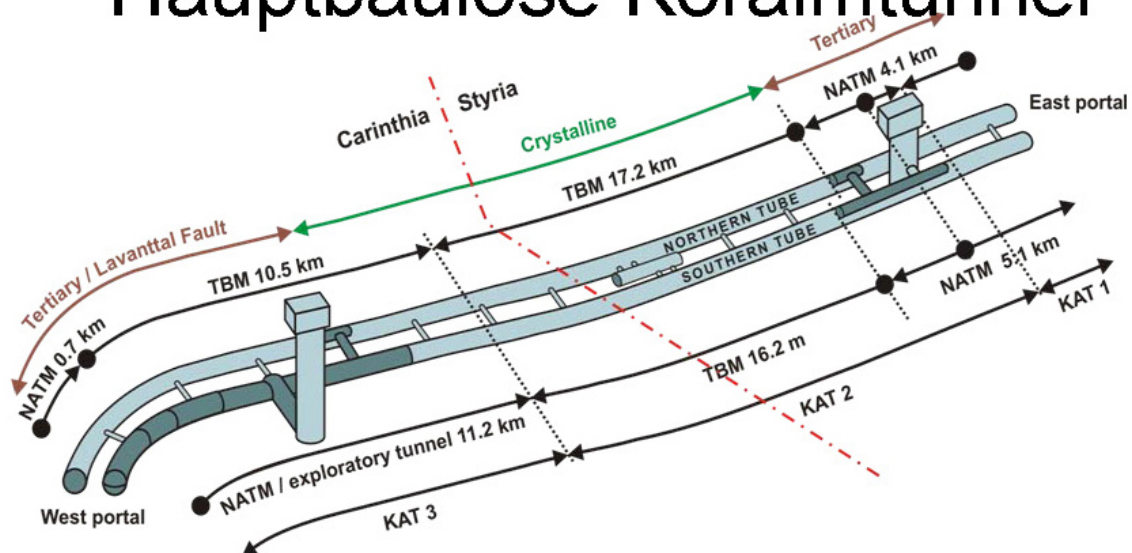 Hauptbaulose Koralmtunnel
Tertiary
NATM 4.1 km
East portal
Carinthia
Styria
Crystalline
TBM 17.2 km
NORTHERN TUBE
SOUTHERN TUBE
Tertiary / Lavanttal Fault
TBM 10.5 km
NATM 0.7 km
NATM 5.1 km
KAT 1
TBM 16.2 m
KAT 2
NATM / exploratory tunnel 11.2 km
KAT 3
West portal